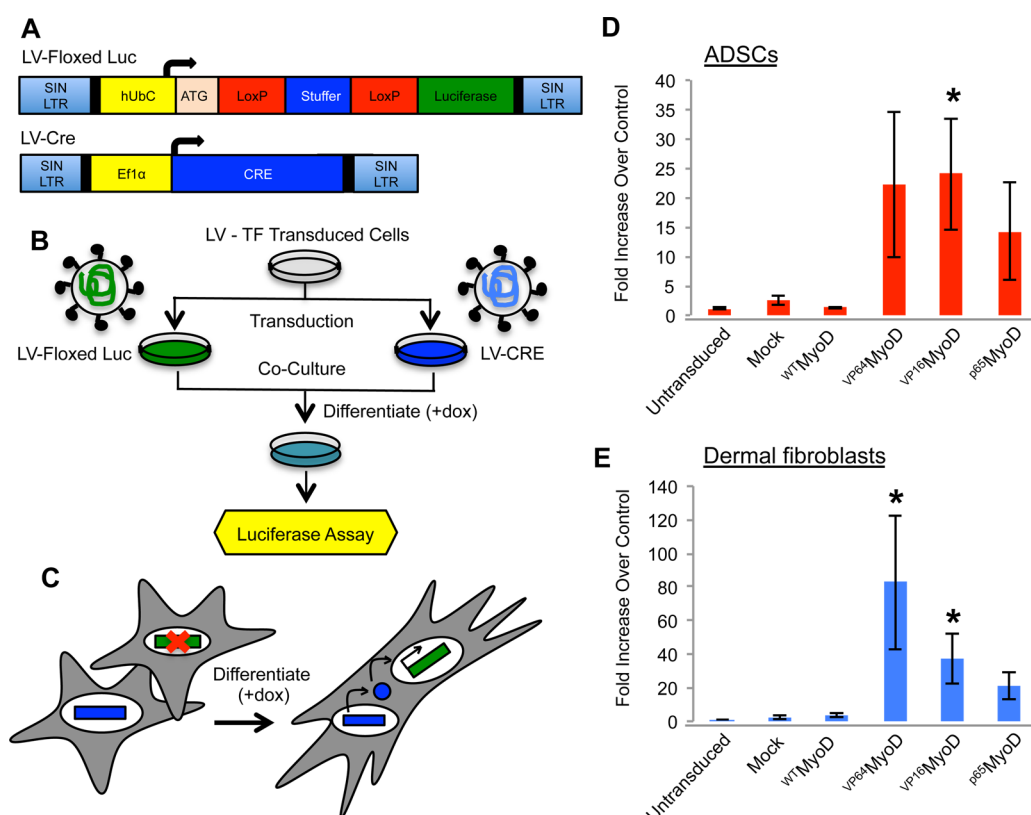 A
LV-Floxed Luc
SIN LTR hUbC ATG LoxP Stuffer LoxP Luciferase SIN LTR
LV-Cre
SIN LTR Ef1α CRE SIN LTR
B
LV - TF Transduced Cells
Transduction
LV-Floxed Luc
LV-CRE
Co-Culture
Differentiate (+dox)
Luciferase Assay
C
Differentiate
(+dox)
D
ADSCs
Fold Increase Over Control
40
35
30
25
20
15
10
5
0
*
Untransduced
Mock
WTMyoD
VP64MyoD
VP16MyoD
p65MyoD
E
Dermal fibroblasts
Fold Increase Over Control
140
120
100
80
60
40
20
0
*
*
Untransduced
Mock
WTMyoD
VP64MyoD
VP16MyoD
p65MyoD